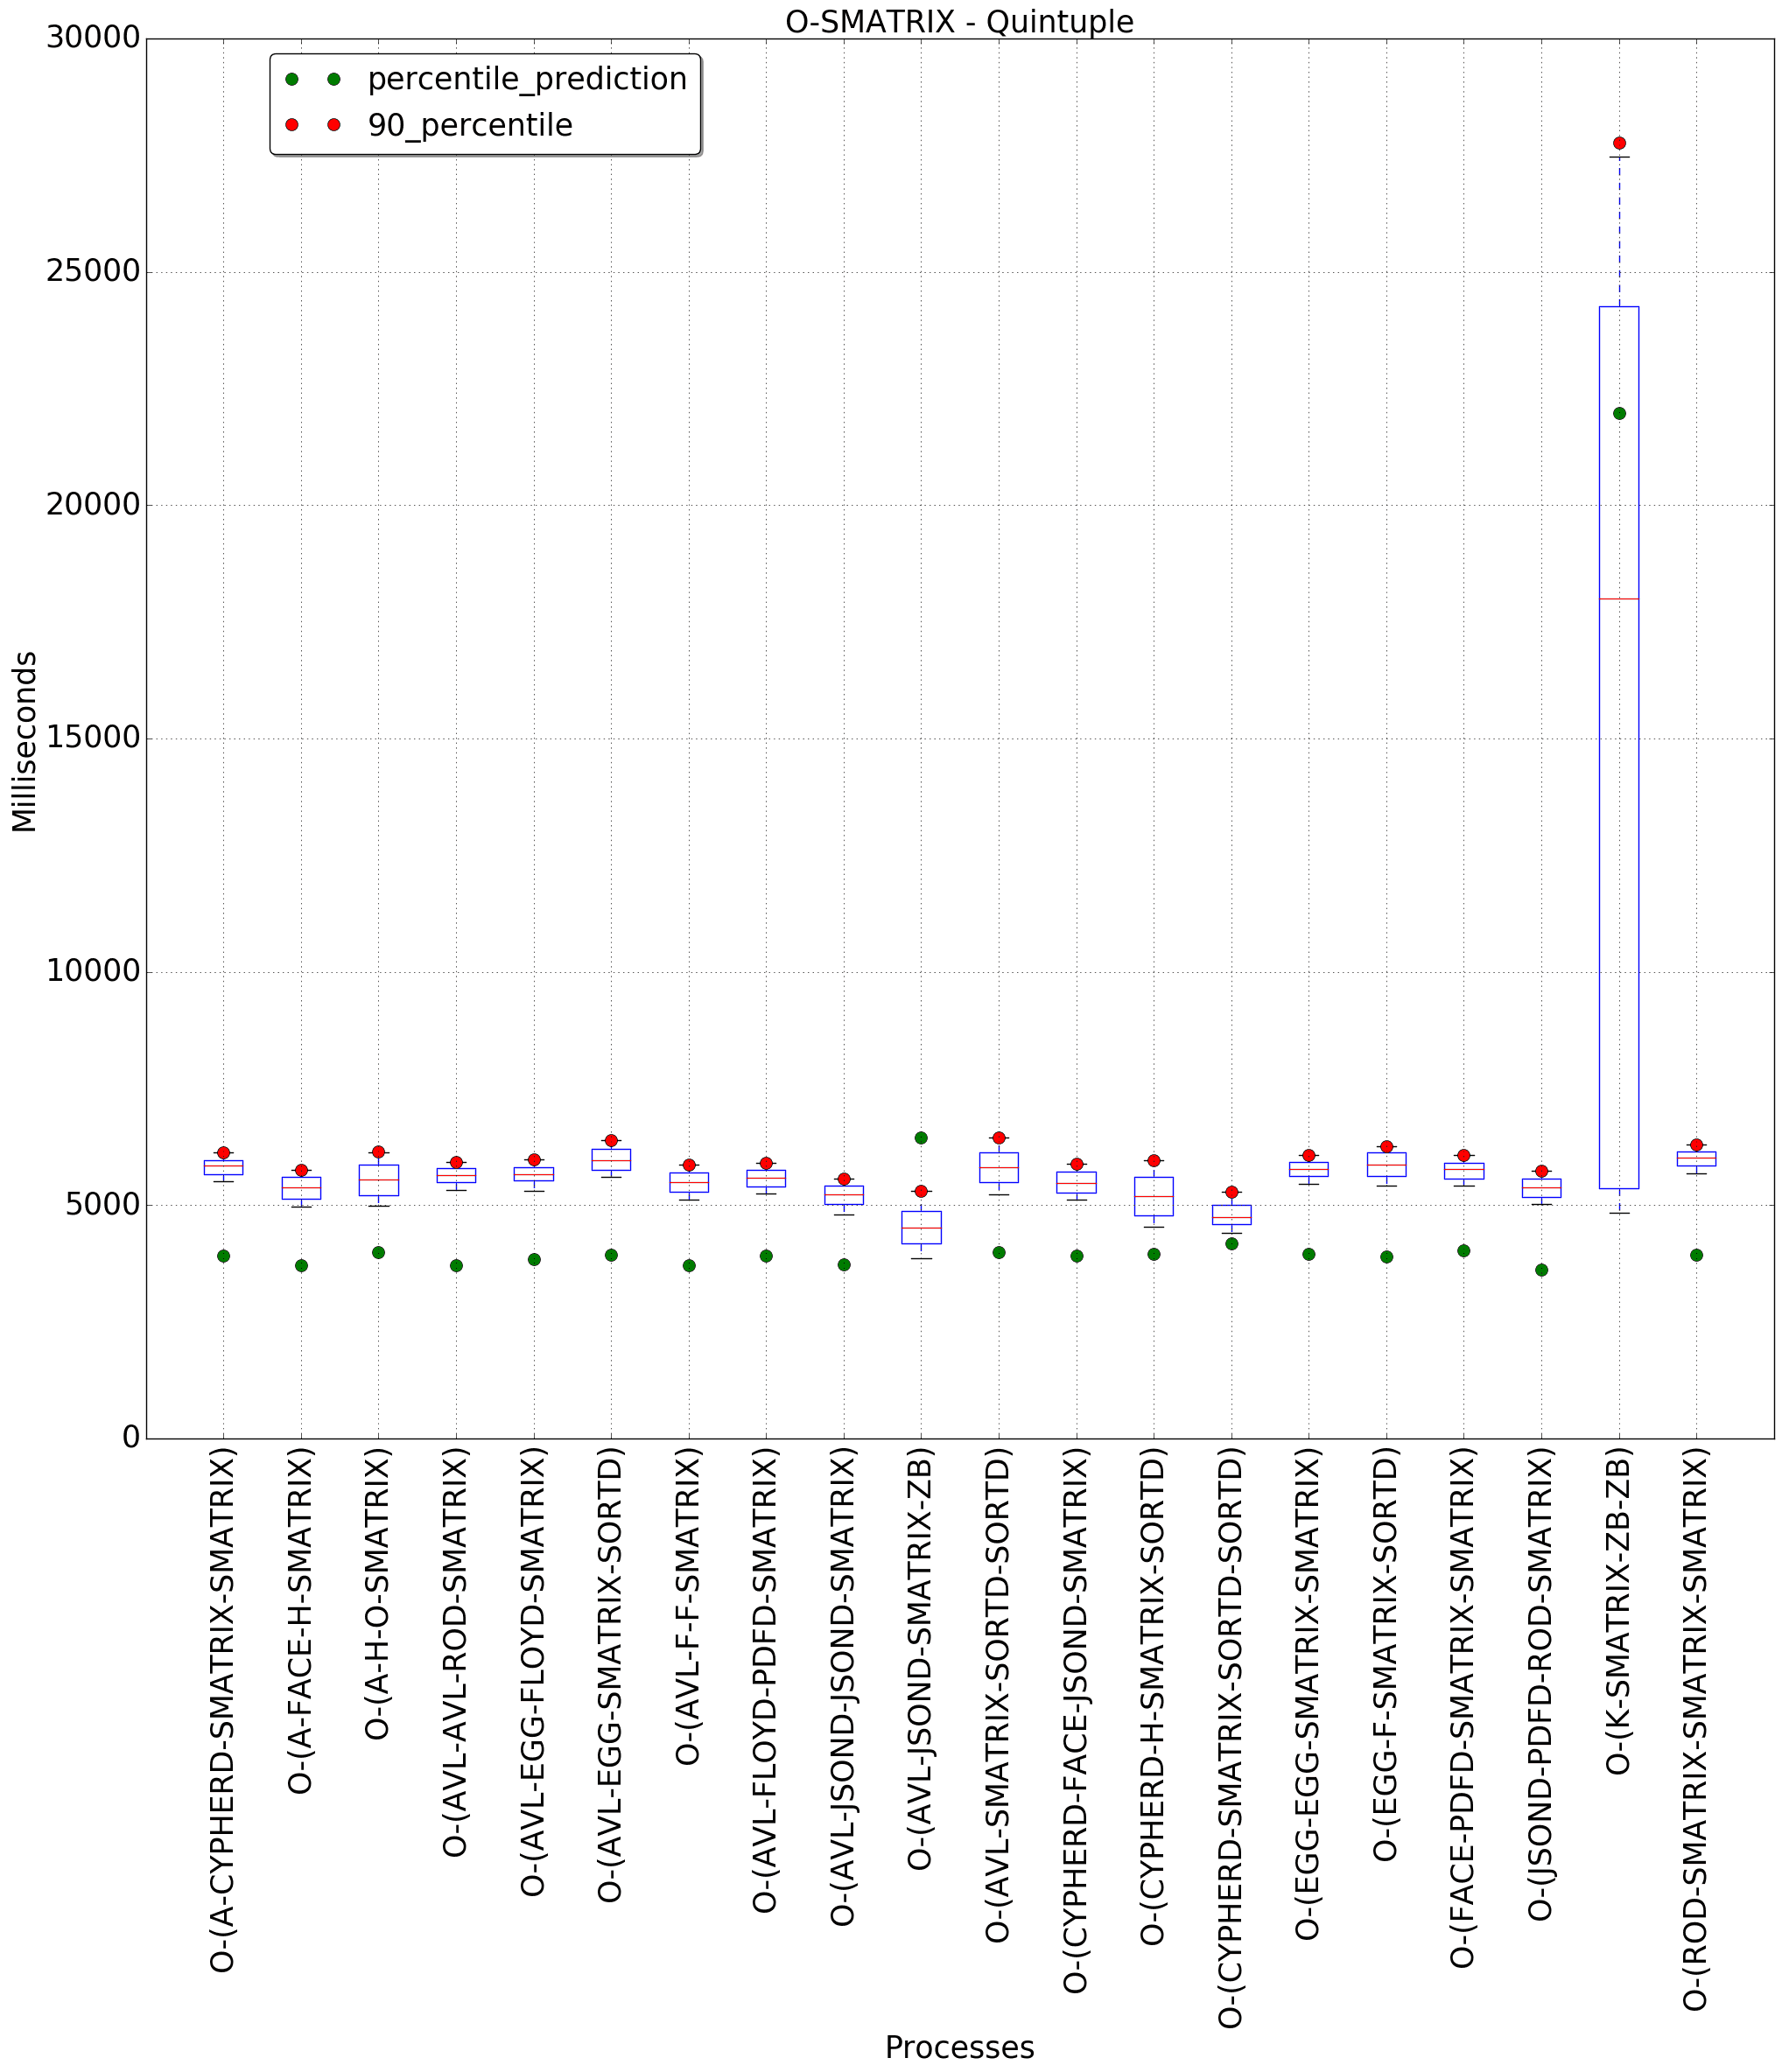 O-SMATRIX - Quintuple
percentile_prediction
90_percentile
30000
25000
20000
15000
10000
5000
0
Milliseconds
O-(A-CYPHERD-SMATRIX-SMATRIX)
O-(A-FACE-H-SMATRIX)
O-(A-H-O-SMATRIX)
O-(AVL-AVL-ROD-SMATRIX)
O-(AVL-EGG-FLOYD-SMATRIX)
O-(AVL-EGG-SMATRIX-SORTD)
O-(AVL-F-F-SMATRIX)
O-(AVL-FLOYD-PDFD-SMATRIX)
O-(AVL-JSOND-JSOND-SMATRIX)
O-(AVL-JSOND-SMATRIX-ZB)
O-(AVL-SMATRIX-SORTD-SORTD)
O-(CYPHERD-FACE-JSOND-SMATRIX)
O-(CYPHERD-H-SMATRIX-SORTD)
O-(CYPHERD-SMATRIX-SORTD-SORTD)
O-(EGG-EGG-SMATRIX-SMATRIX)
O-(EGG-F-SMATRIX-SORTD)
O-(FACE-PDFD-SMATRIX-SMATRIX)
O-(JSOND-PDFD-ROD-SMATRIX)
O-(K-SMATRIX-ZB-ZB)
O-(ROD-SMATRIX-SMATRIX-SMATRIX)
Processes